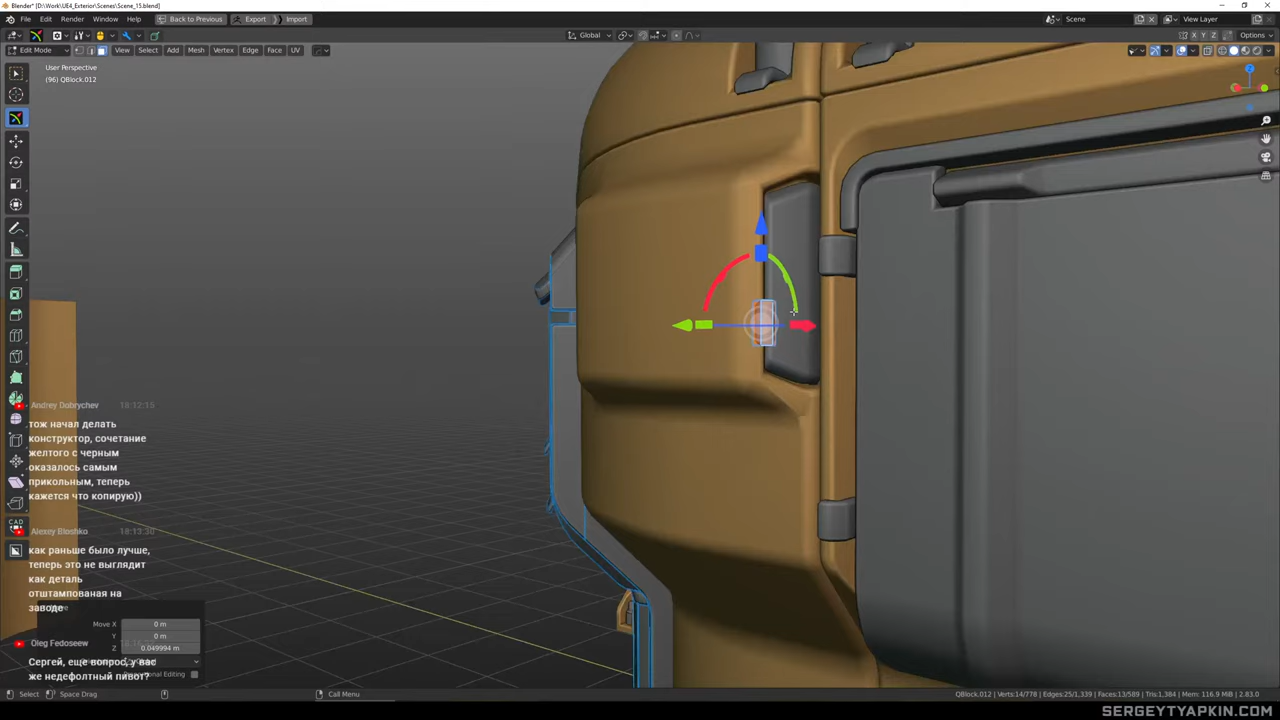 Blender* [D:\Work\UE4_Exterior\Scenes\Scene_15.blend]
File Edit Render Window Help Back to Previous Export Import Scene View Layer
Global Options
Edit Mode View Select Add Mesh Vertex Edge Face UV
User Perspective
(96) QBlock.012
Andrey Dobrychev 18:12:15
тож начал делать
конструктор, сочетание
желтого с черным
оказалось самым
прикольным, теперь
кажется что копирую))
CAD
Alexey Bloshko
как раньше было лучше,
теперь это не выглядит
как деталь
отштампованая на
заводе
Move X 0 m
Y 0 m
Z 0.049994 m
Oleg Fedoseew
Сергей, еще вопрос, у вас
же недефолтный пивот?
Select Space Drag Call Menu
QBlock.012 Verts:14/778 Edges:25/1,339 Faces:13/589 Tris:1,384 Mem: 116.9 MiB 2.83.0
SERGEYTYAPKIN.COM